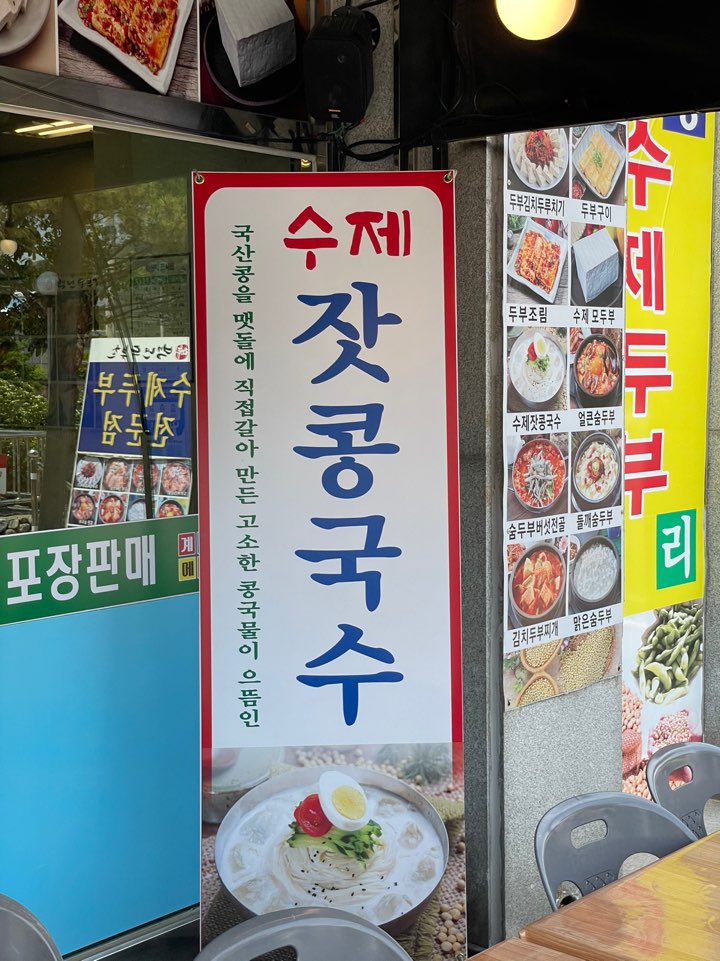 수제
잣콩국수
국산콩을 맷돌에 직접갈아 만든 고소한 콩국물이 으뜸인
수제두부
전문점
포장판매
계
예
두부김치두루치기
두부구이
두부조림
수제 모두부
수제잣콩국수
얼큰숨두부
숨두부버섯전골
들깨숨두부
김치두부찌개
맑은숨두부
수제두부
리